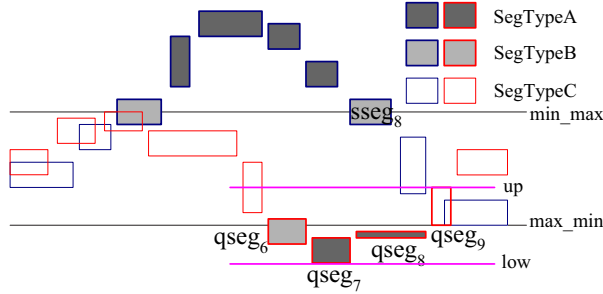 SegTypeA
SegTypeB
SegTypeC
sseg₈
min_max
up
max_min
qseg₆
qseg₉
qseg₈
low
qseg₇